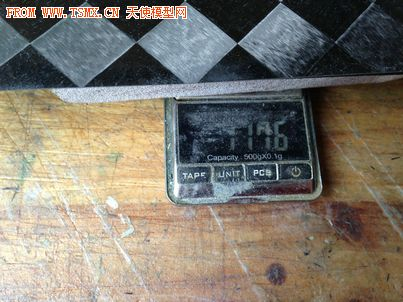 FROM WWW.TSMX.CN 天使模型网
Capacity: 500gX0.1g
TARE UNIT PCS